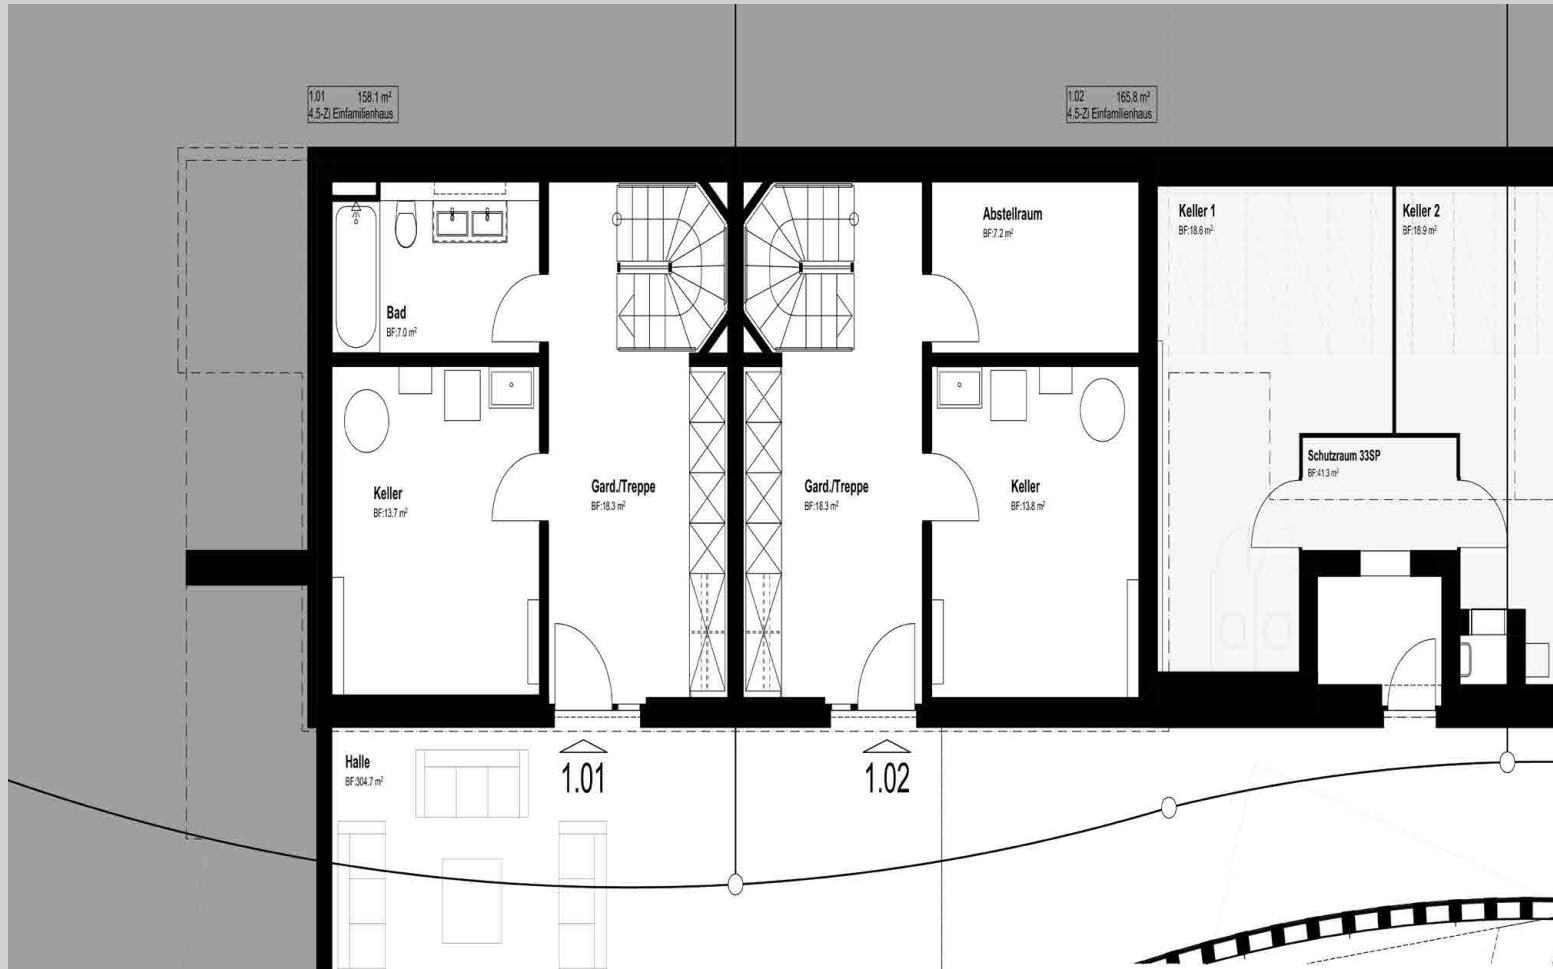 1.01 158.1 m²
4.5-Zi Einfamilienhaus
1.02 165.8 m²
4.5-Zi Einfamilienhaus
Abstellraum
BF:7.2 m²
Keller 1
BF:18.6 m²
Keller 2
BF:18.9 m²
Bad
BF:7.0 m²
Schutzraum 33SP
BF:41.3 m²
Keller
BF:13.7 m²
Gard./Treppe
BF:18.3 m²
Gard./Treppe
BF:18.3 m²
Keller
BF:13.8 m²
Halle
BF:304.7 m²
1.01
1.02